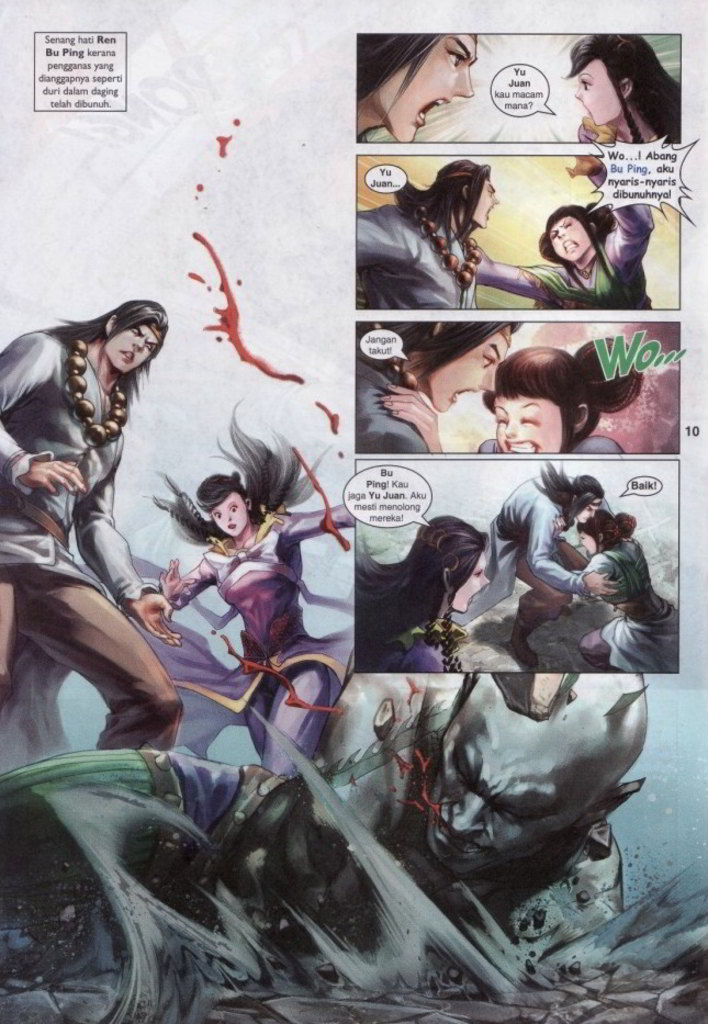 Senang hati Ren
Bu Ping kerana
pengganas yang
dianggapnya seperti
duri dalam daging
telah dibunuh.
Yu
Juan
kau macam
mana?
Yu
Juan...
Wo...! Abang
Bu Ping, aku
nyaris-nyaris
dibunuhnya!
Jangan
takut!
Wo...
10
Bu
Ping! Kau
jaga Yu Juan. Aku
mesti menolong
mereka!
Baik!